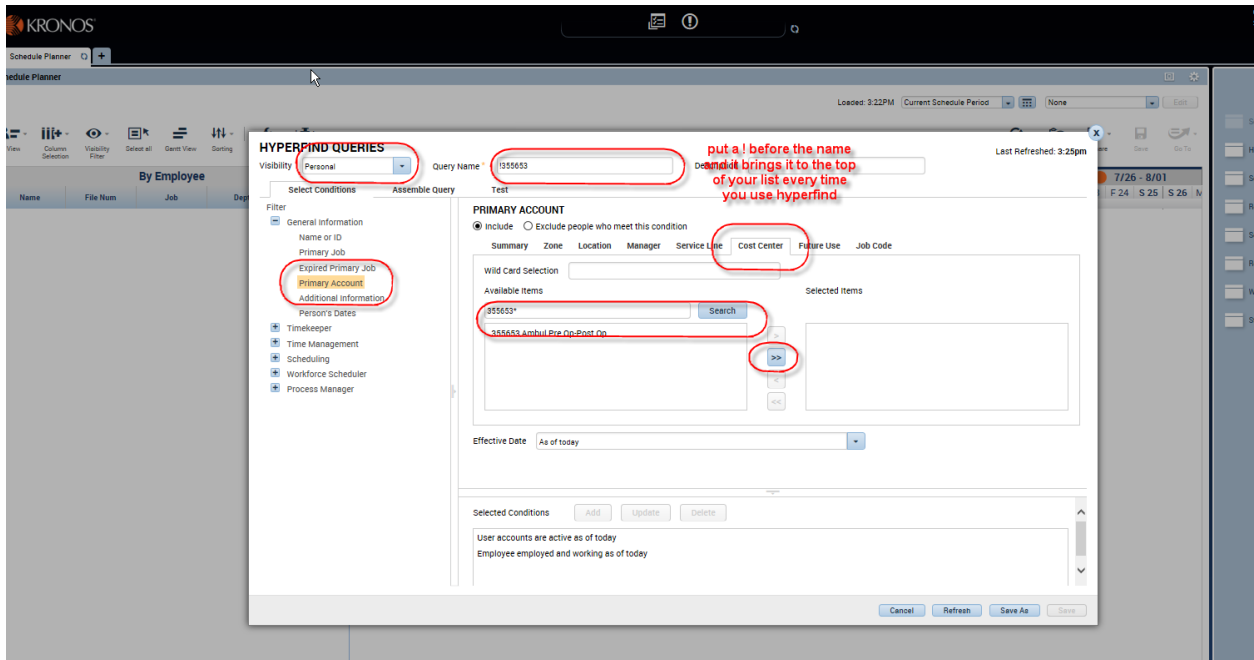 KRONOS
Schedule Planner
+
hedule Planner
Loaded: 3:22PM Current Schedule Period None Edit
View Column Selection Visibility Filter Select all Gantt View Sorting
Save Go To
By Employee
Name File Num Job Dept
7/26 - 8/01
F 24 S 25 S 26 M
HYPERFIND QUERIES
Last Refreshed: 3:25pm
x
Visibility Personal Query Name * !355653
put a ! before the name
and it brings it to the top
of your list every time
you use hyperfind
Select Conditions Assemble Query Test
Filter
General Information
Name or ID
Primary Job
Expired Primary Job
Primary Account
Additional Information
Person's Dates
Timekeeper
Time Management
Scheduling
Workforce Scheduler
Process Manager
PRIMARY ACCOUNT
Include Exclude people who meet this condition
Summary Zone Location Manager Service Line Cost Center Future Use Job Code
Wild Card Selection
Available Items Selected Items
355653* Search
355653 Ambul Pre Op-Post Op
>
>>
<
<<
Effective Date As of today
Selected Conditions Add Update Delete
User accounts are active as of today
Employee employed and working as of today
Cancel Refresh Save As Save